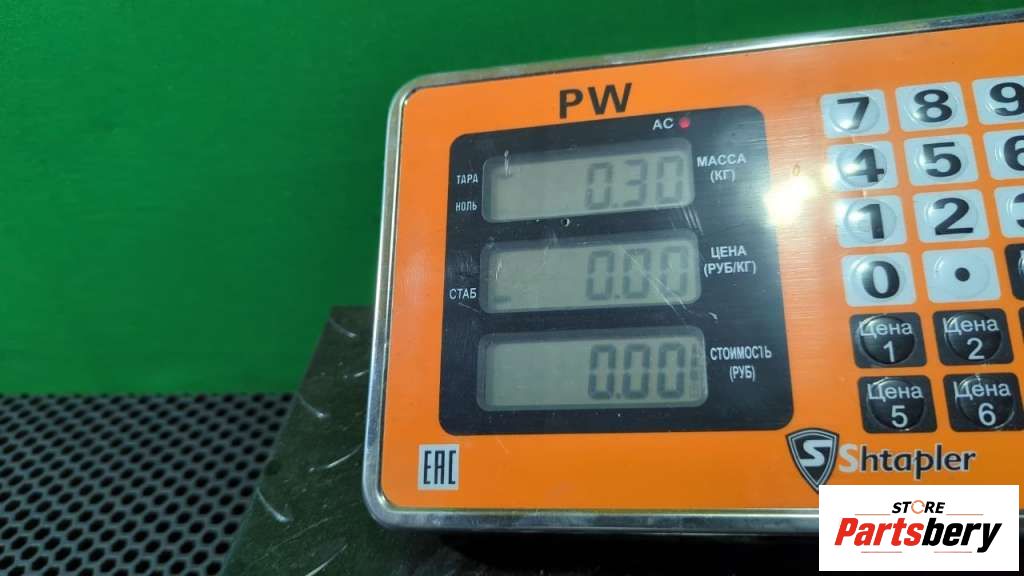 PW
AC
ТАРА
НОЛЬ
0.30
МАССА
(КГ)
СТАБ
0.00
ЦЕНА
(РУБ/КГ)
0.00
СТОИМОСТЬ
(РУБ)
7 8 9
4 5 6
1 2
0 .
Цена 1
Цена 2
Цена 5
Цена 6
EAC
S Shtapler
STORE
Partsbery